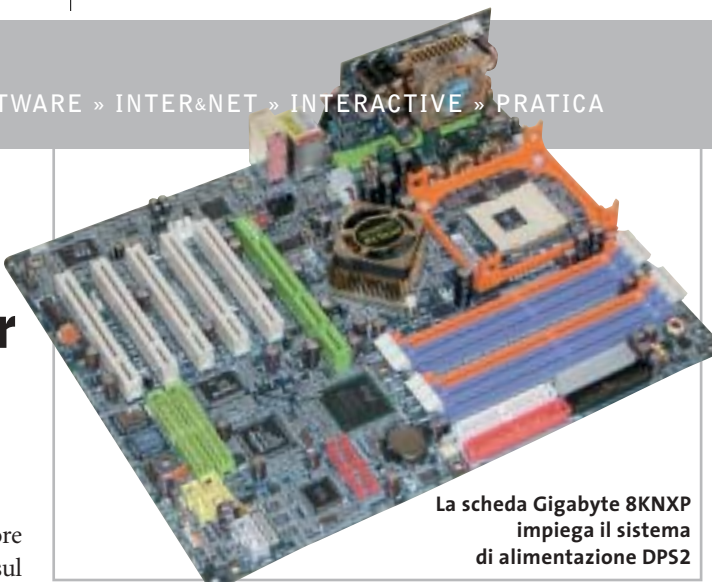 TWARE » INTER&NET » INTERACTIVE » PRATICA
r
ore
sul
La scheda Gigabyte 8KNXP
impiega il sistema
di alimentazione DPS2